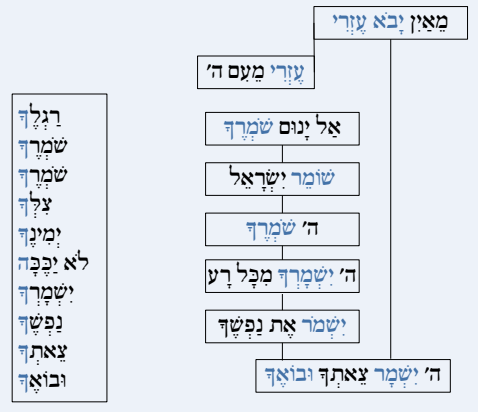 מֵאַיִן יָבֹא עֶזְרִי
עֶזְרִי מֵעִם ה'
אַל יָנוּם שֹׁמְרֶךָ
שׁוֹמֵר יִשְׂרָאֵל
ה' שֹׁמְרֶךָ
ה' יִשְׁמָרְךָ מִכָּל רָע
יִשְׁמֹר אֶת נַפְשֶׁךָ
ה' יִשְׁמָר צֵאתְךָ וּבוֹאֶךָ
רַגְלֶךָ
שֹׁמְרֶךָ
שֹׁמְרֶךָ
צִלְּךָ
יְמִינֶךָ
לֹא יַכֶּכָּה
יִשְׁמָרְךָ
נַפְשֶׁךָ
צֵאתְךָ
וּבוֹאֶךָ